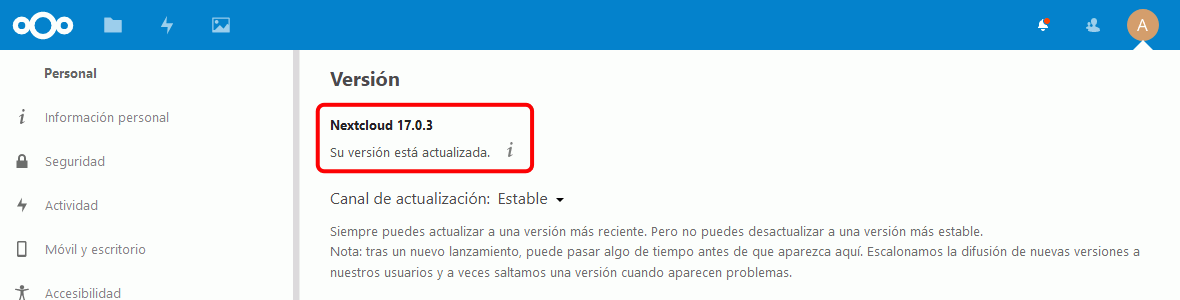 A
Personal
Información personal
Seguridad
Actividad
Móvil y escritorio
Accesibilidad
Versión
Nextcloud 17.0.3
Su versión está actualizada. i
Canal de actualización: Estable
Siempre puedes actualizar a una versión más reciente. Pero no puedes desactualizar a una versión más estable.
Nota: tras un nuevo lanzamiento, puede pasar algo de tiempo antes de que aparezca aquí. Escalonamos la difusión de nuevas versiones a
nuestros usuarios y a veces saltamos una versión cuando aparecen problemas.